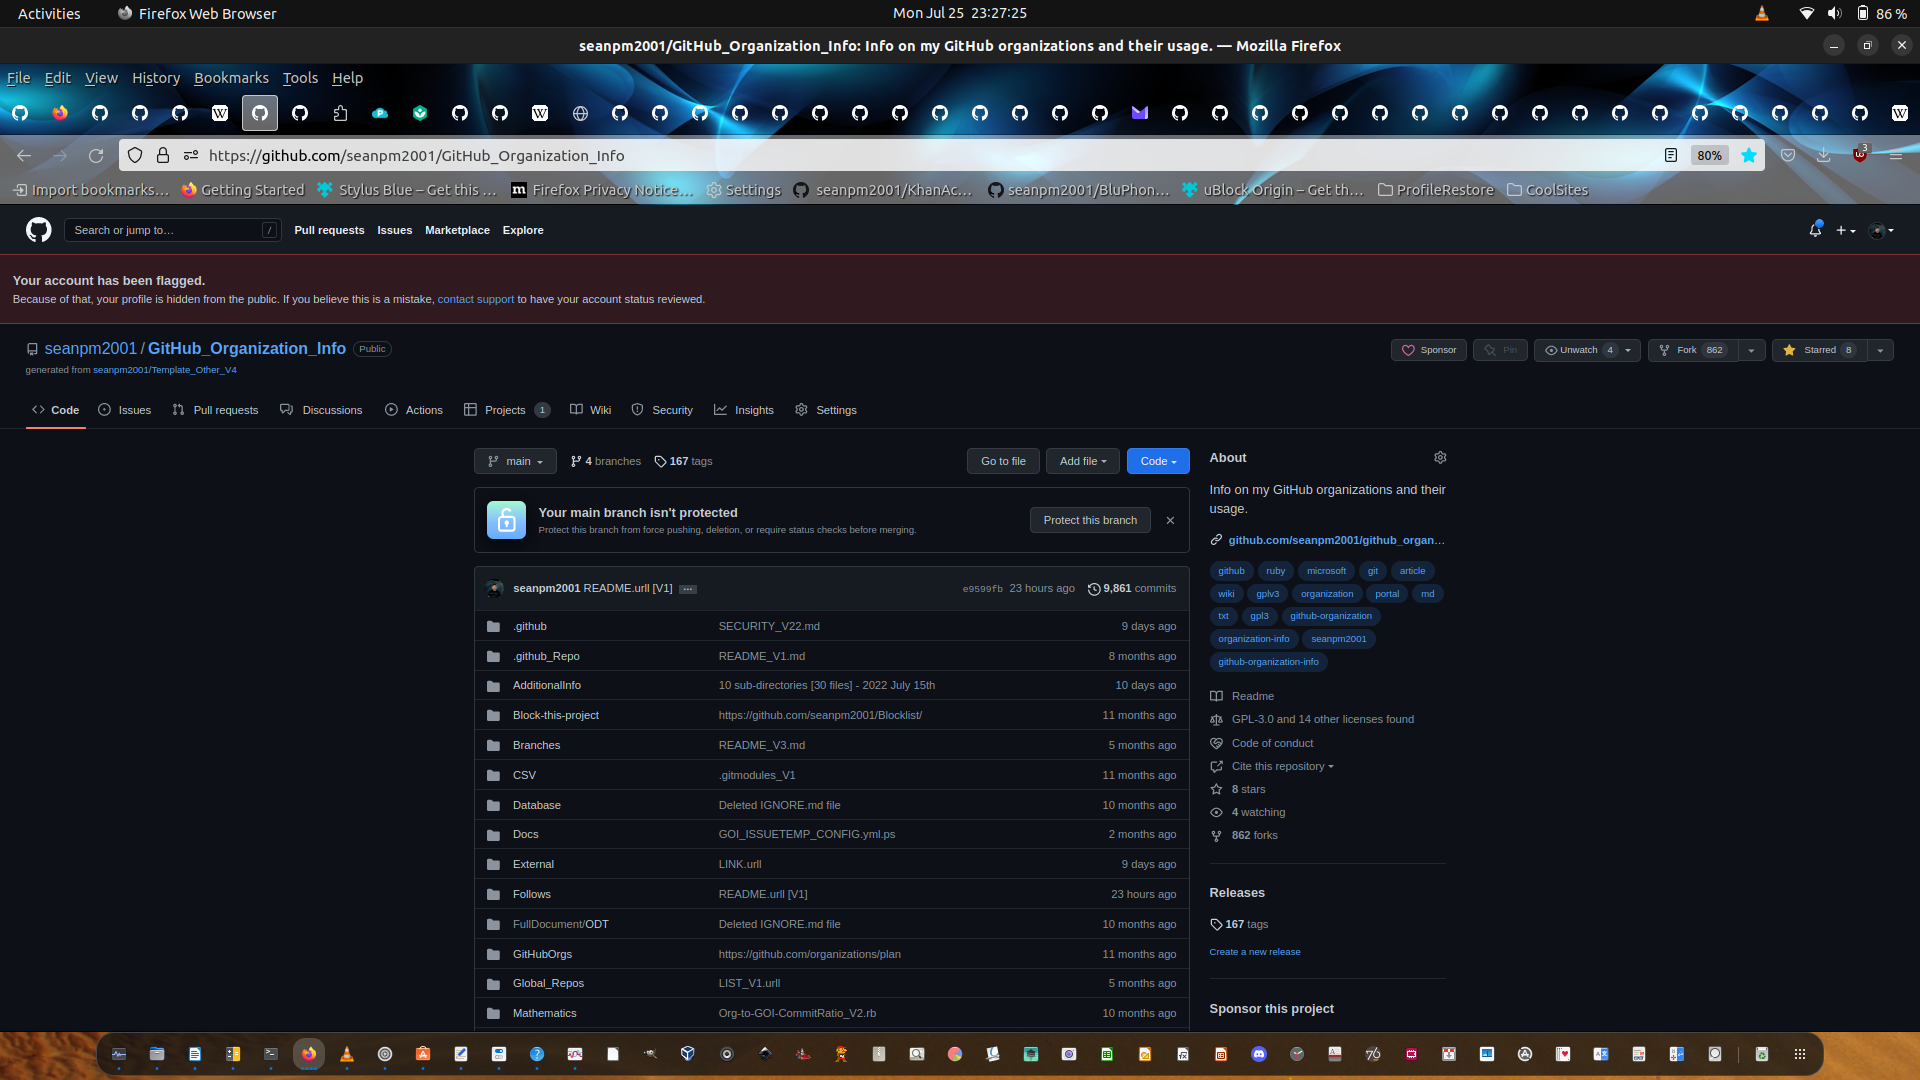 Activities Firefox Web Browser Mon Jul 25 23:27:25 86 %
seanpm2001/GitHub_Organization_Info: Info on my GitHub organizations and their usage. — Mozilla Firefox
File Edit View History Bookmarks Tools Help
https://github.com/seanpm2001/GitHub_Organization_Info 80% 3
Import bookmarks... Getting Started Stylus Blue – Get this ... Firefox Privacy Notice... Settings seanpm2001/KhanAc... seanpm2001/BluPhon... uBlock Origin – Get th... ProfileRestore CoolSites
Search or jump to... / Pull requests Issues Marketplace Explore
Your account has been flagged.
Because of that, your profile is hidden from the public. If you believe this is a mistake, contact support to have your account status reviewed.
seanpm2001 / GitHub_Organization_Info Public Sponsor Pin Unwatch 4 Fork 862 Starred 8
generated from seanpm2001/Template_Other_V4
Code Issues Pull requests Discussions Actions Projects 1 Wiki Security Insights Settings
main 4 branches 167 tags Go to file Add file Code
Your main branch isn't protected
Protect this branch from force pushing, deletion, or require status checks before merging.
Protect this branch
seanpm2001 README.urll [V1] ... e9599fb 23 hours ago 9,861 commits
.github SECURITY_V22.md 9 days ago
.github_Repo README_V1.md 8 months ago
AdditionalInfo 10 sub-directories [30 files] - 2022 July 15th 10 days ago
Block-this-project https://github.com/seanpm2001/Blocklist/ 11 months ago
Branches README_V3.md 5 months ago
CSV .gitmodules_V1 11 months ago
Database Deleted IGNORE.md file 10 months ago
Docs GOI_ISSUETEMP_CONFIG.yml.ps 2 months ago
External LINK.urll 9 days ago
Follows README.urll [V1] 23 hours ago
FullDocument/ODT Deleted IGNORE.md file 10 months ago
GitHubOrgs https://github.com/organizations/plan 11 months ago
Global_Repos LIST_V1.urll 5 months ago
Mathematics Org-to-GOI-CommitRatio_V2.rb 10 months ago
About
Info on my GitHub organizations and their
usage.
github.com/seanpm2001/github_organ...
github ruby microsoft git article
wiki gplv3 organization portal md
txt gpl3 github-organization
organization-info seanpm2001
github-organization-info
Readme
GPL-3.0 and 14 other licenses found
Code of conduct
Cite this repository
8 stars
4 watching
862 forks
Releases
167 tags
Create a new release
Sponsor this project